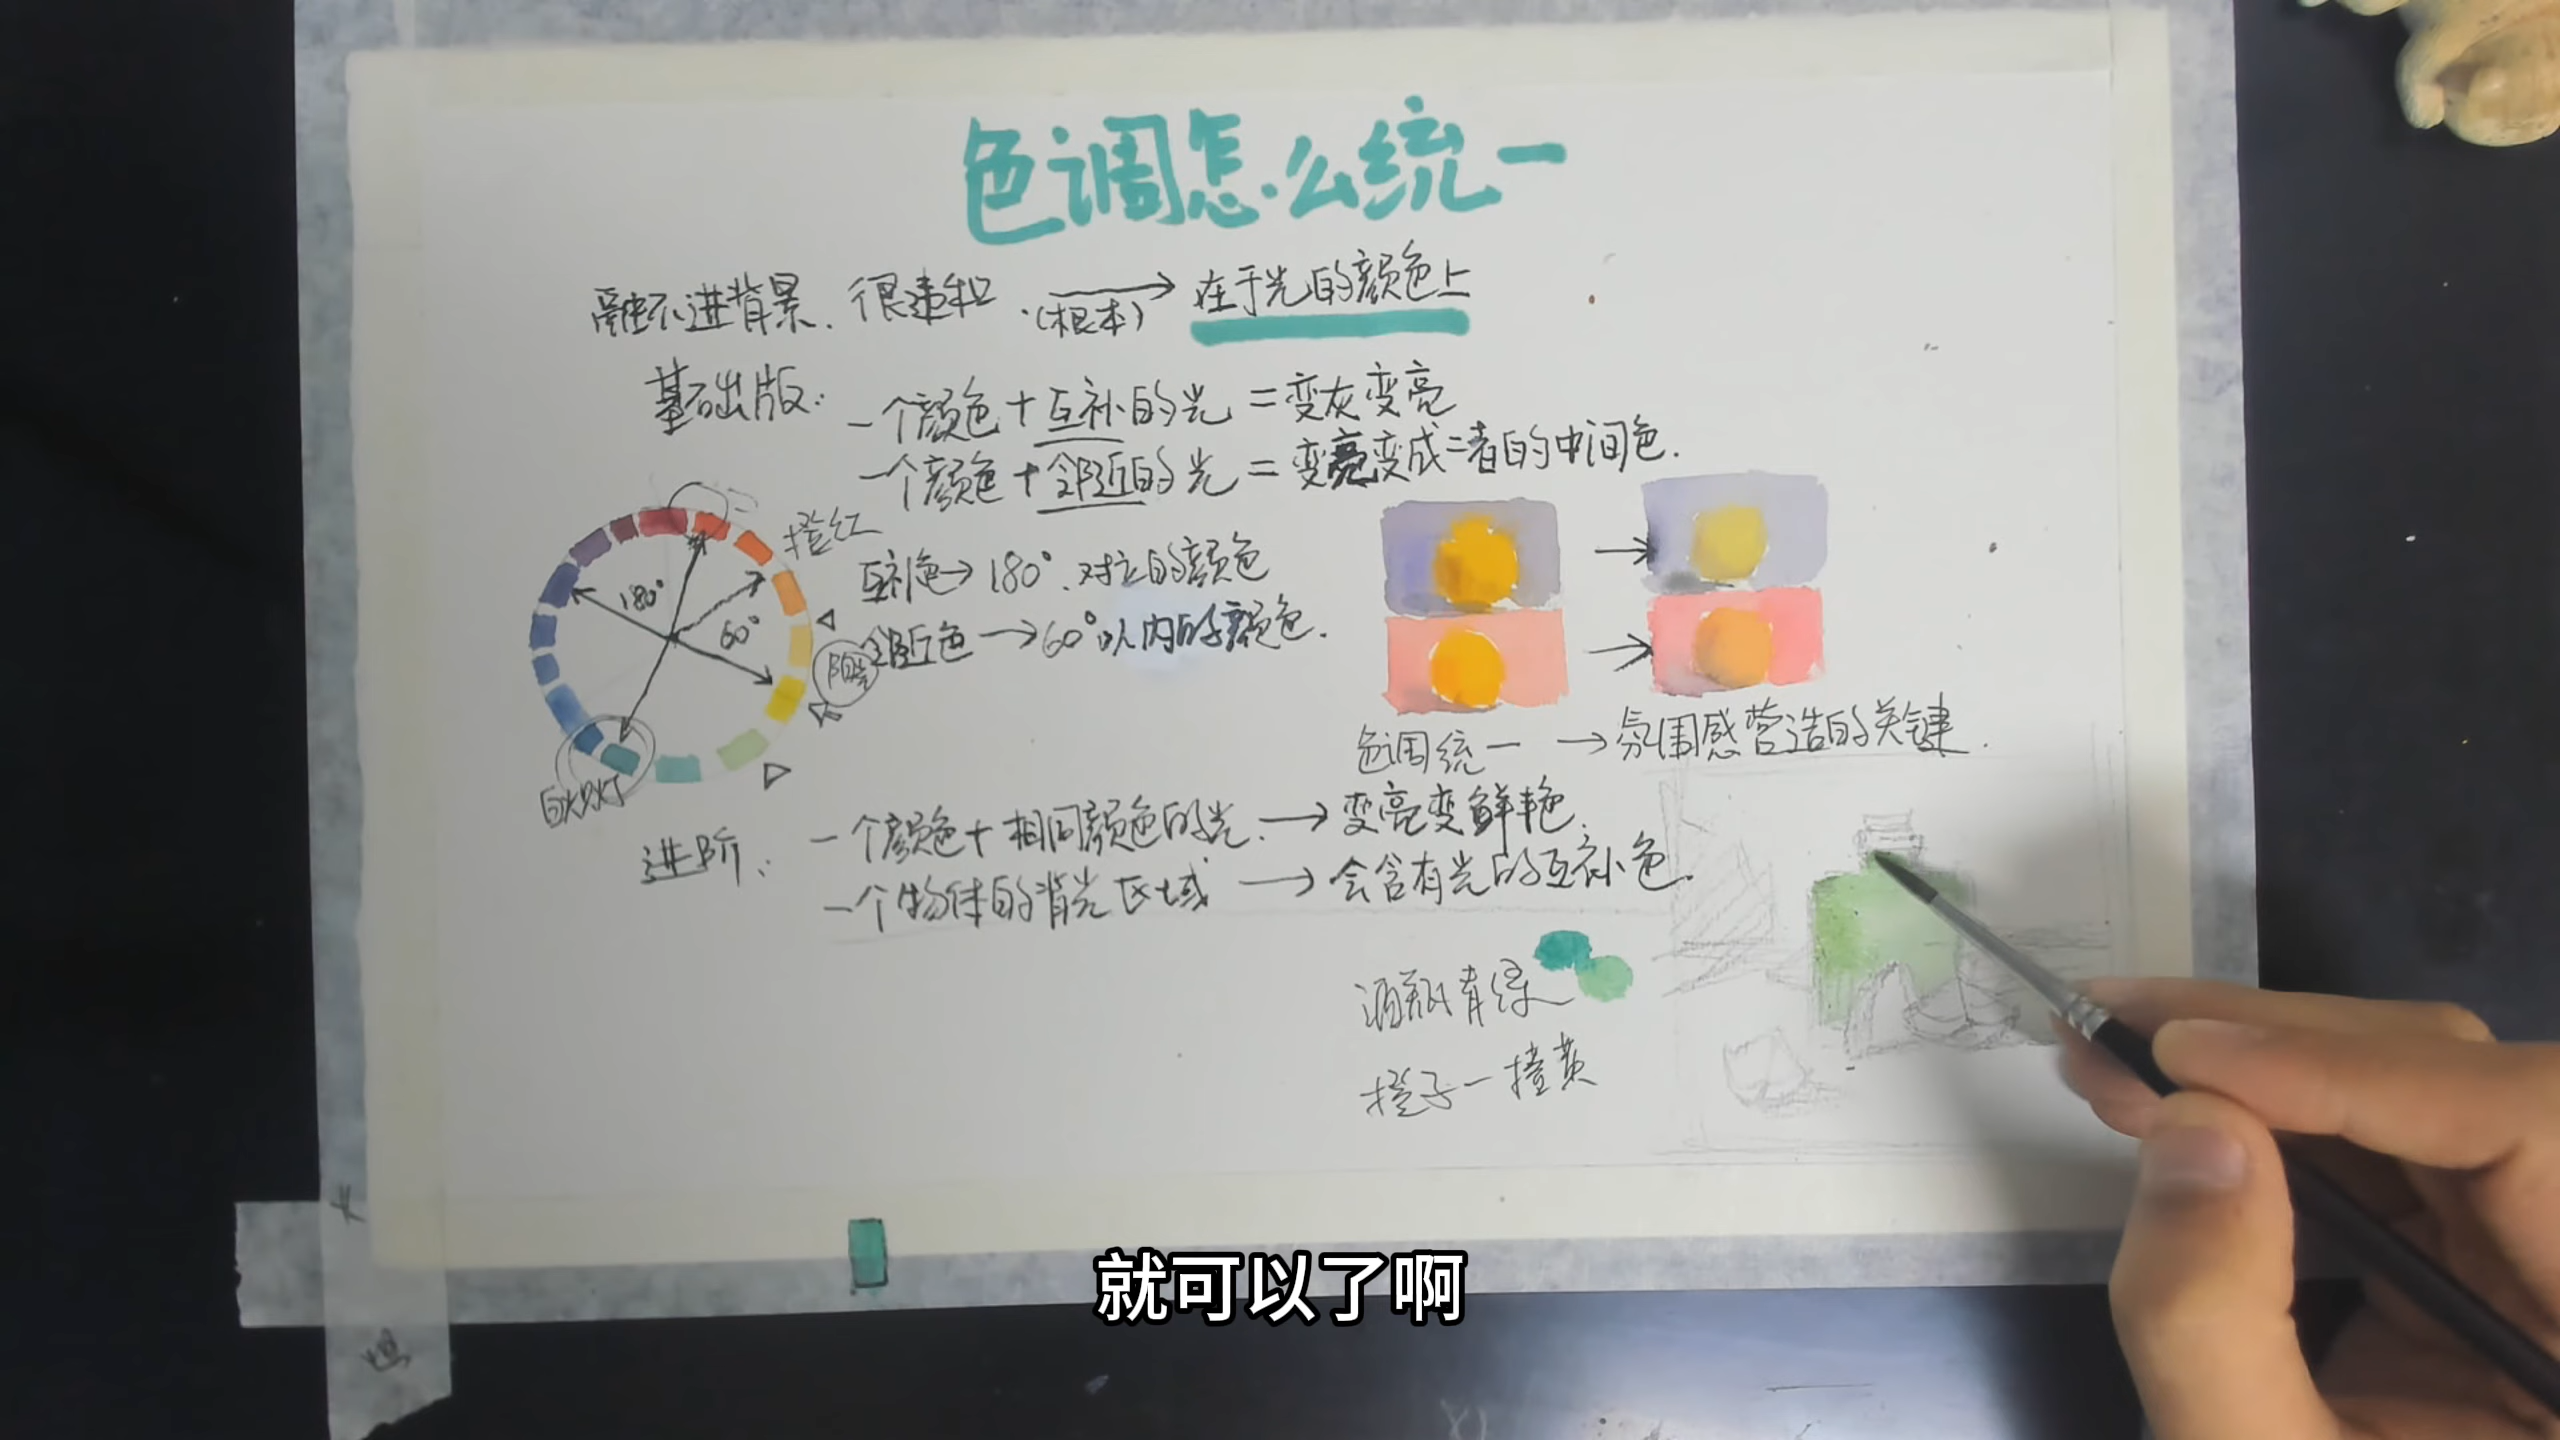 色调怎么统一
融不进背景、很违和 (根本)→ 在于光的颜色上
基础版:
一个颜色+互补的光=变灰变亮
一个颜色+邻近的光=变亮变成二者的中间色.
橙红
180°
60°
互补色→180°对应的颜色
邻近色→60°以内的颜色.
阳光
白炽灯
色调统一→氛围感营造的关键.
进阶:
一个颜色+相同颜色的光.→变亮变鲜艳.
一个物体的背光区域→会含有光的互补色.
酒瓶青绿
橙子一橙黄
就可以了啊